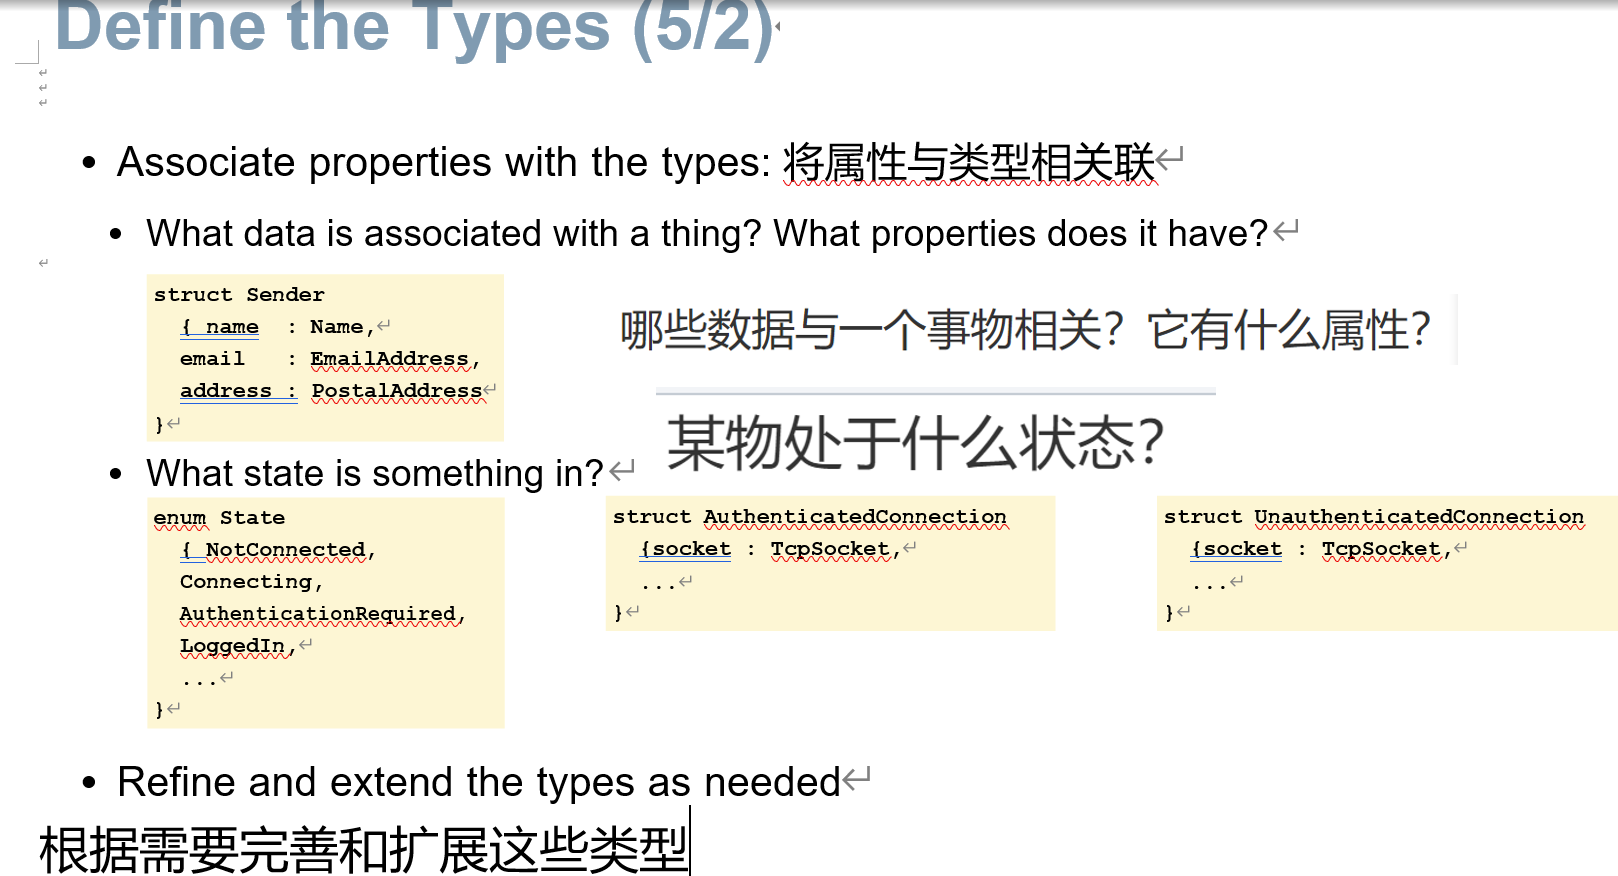 Define the Types (5/2)
• Associate properties with the types: 将属性与类型相关联
• What data is associated with a thing? What properties does it have?
struct Sender
{ name : Name,
email : EmailAddress,
address : PostalAddress
}
哪些数据与一个事物相关？它有什么属性？
某物处于什么状态？
• What state is something in?
enum State
{ NotConnected,
Connecting,
AuthenticationRequired,
LoggedIn,
...
}
struct AuthenticatedConnection
{socket : TcpSocket,
...
}
struct UnauthenticatedConnection
{socket : TcpSocket,
...
}
• Refine and extend the types as needed
根据需要完善和扩展这些类型